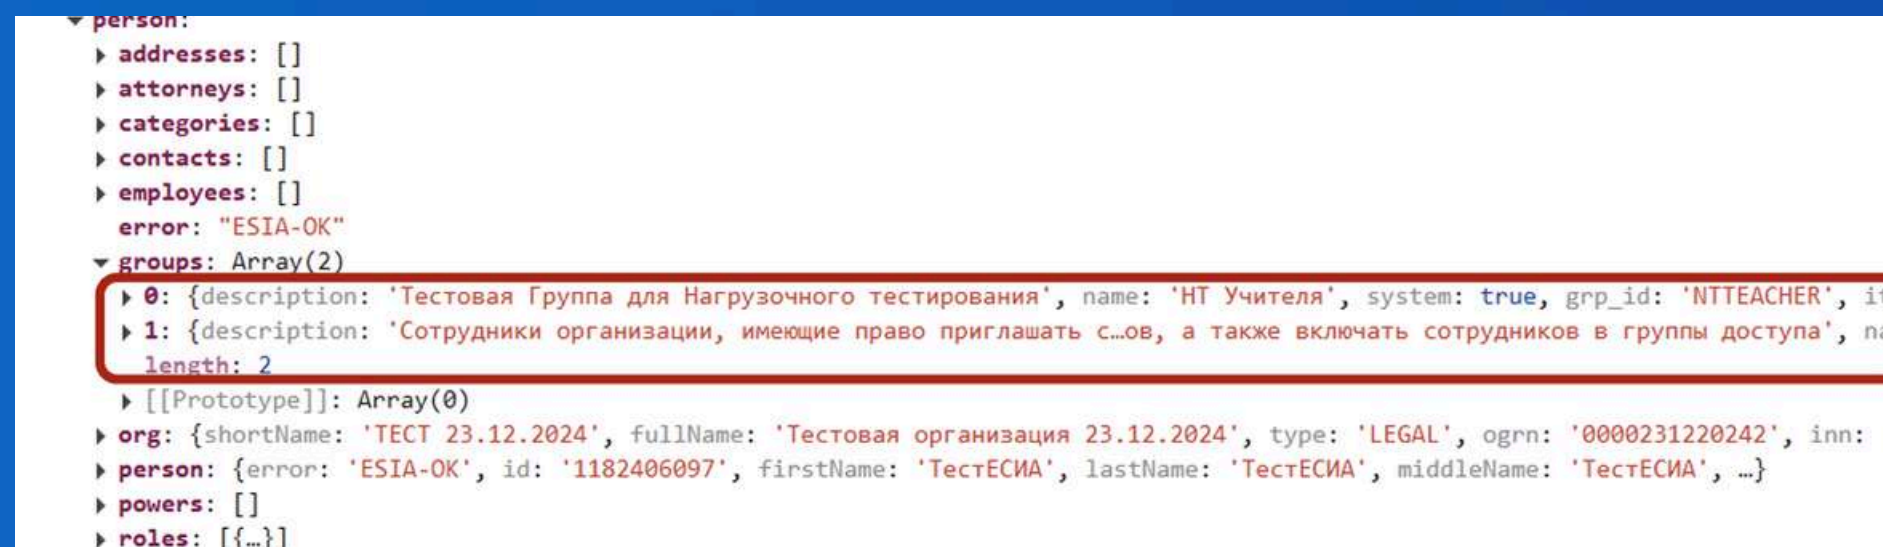 person:
addresses: []
attorneys: []
categories: []
contacts: []
employees: []
error: "ESIA-OK"
groups: Array(2)
0: {description: 'Тестовая Группа для Нагрузочного тестирования', name: 'НТ Учителя', system: true, grp_id: 'NTTEACHER', it
1: {description: 'Сотрудники организации, имеющие право приглашать с…ов, а также включать сотрудников в группы доступа', na
length: 2
[[Prototype]]: Array(0)
org: {shortName: 'ТЕСТ 23.12.2024', fullName: 'Тестовая организация 23.12.2024', type: 'LEGAL', ogrn: '0000231220242', inn:
person: {error: 'ESIA-OK', id: '1182406097', firstName: 'ТестЕСИА', lastName: 'ТестЕСИА', middleName: 'ТестЕСИА', …}
powers: []
roles: [{…}]